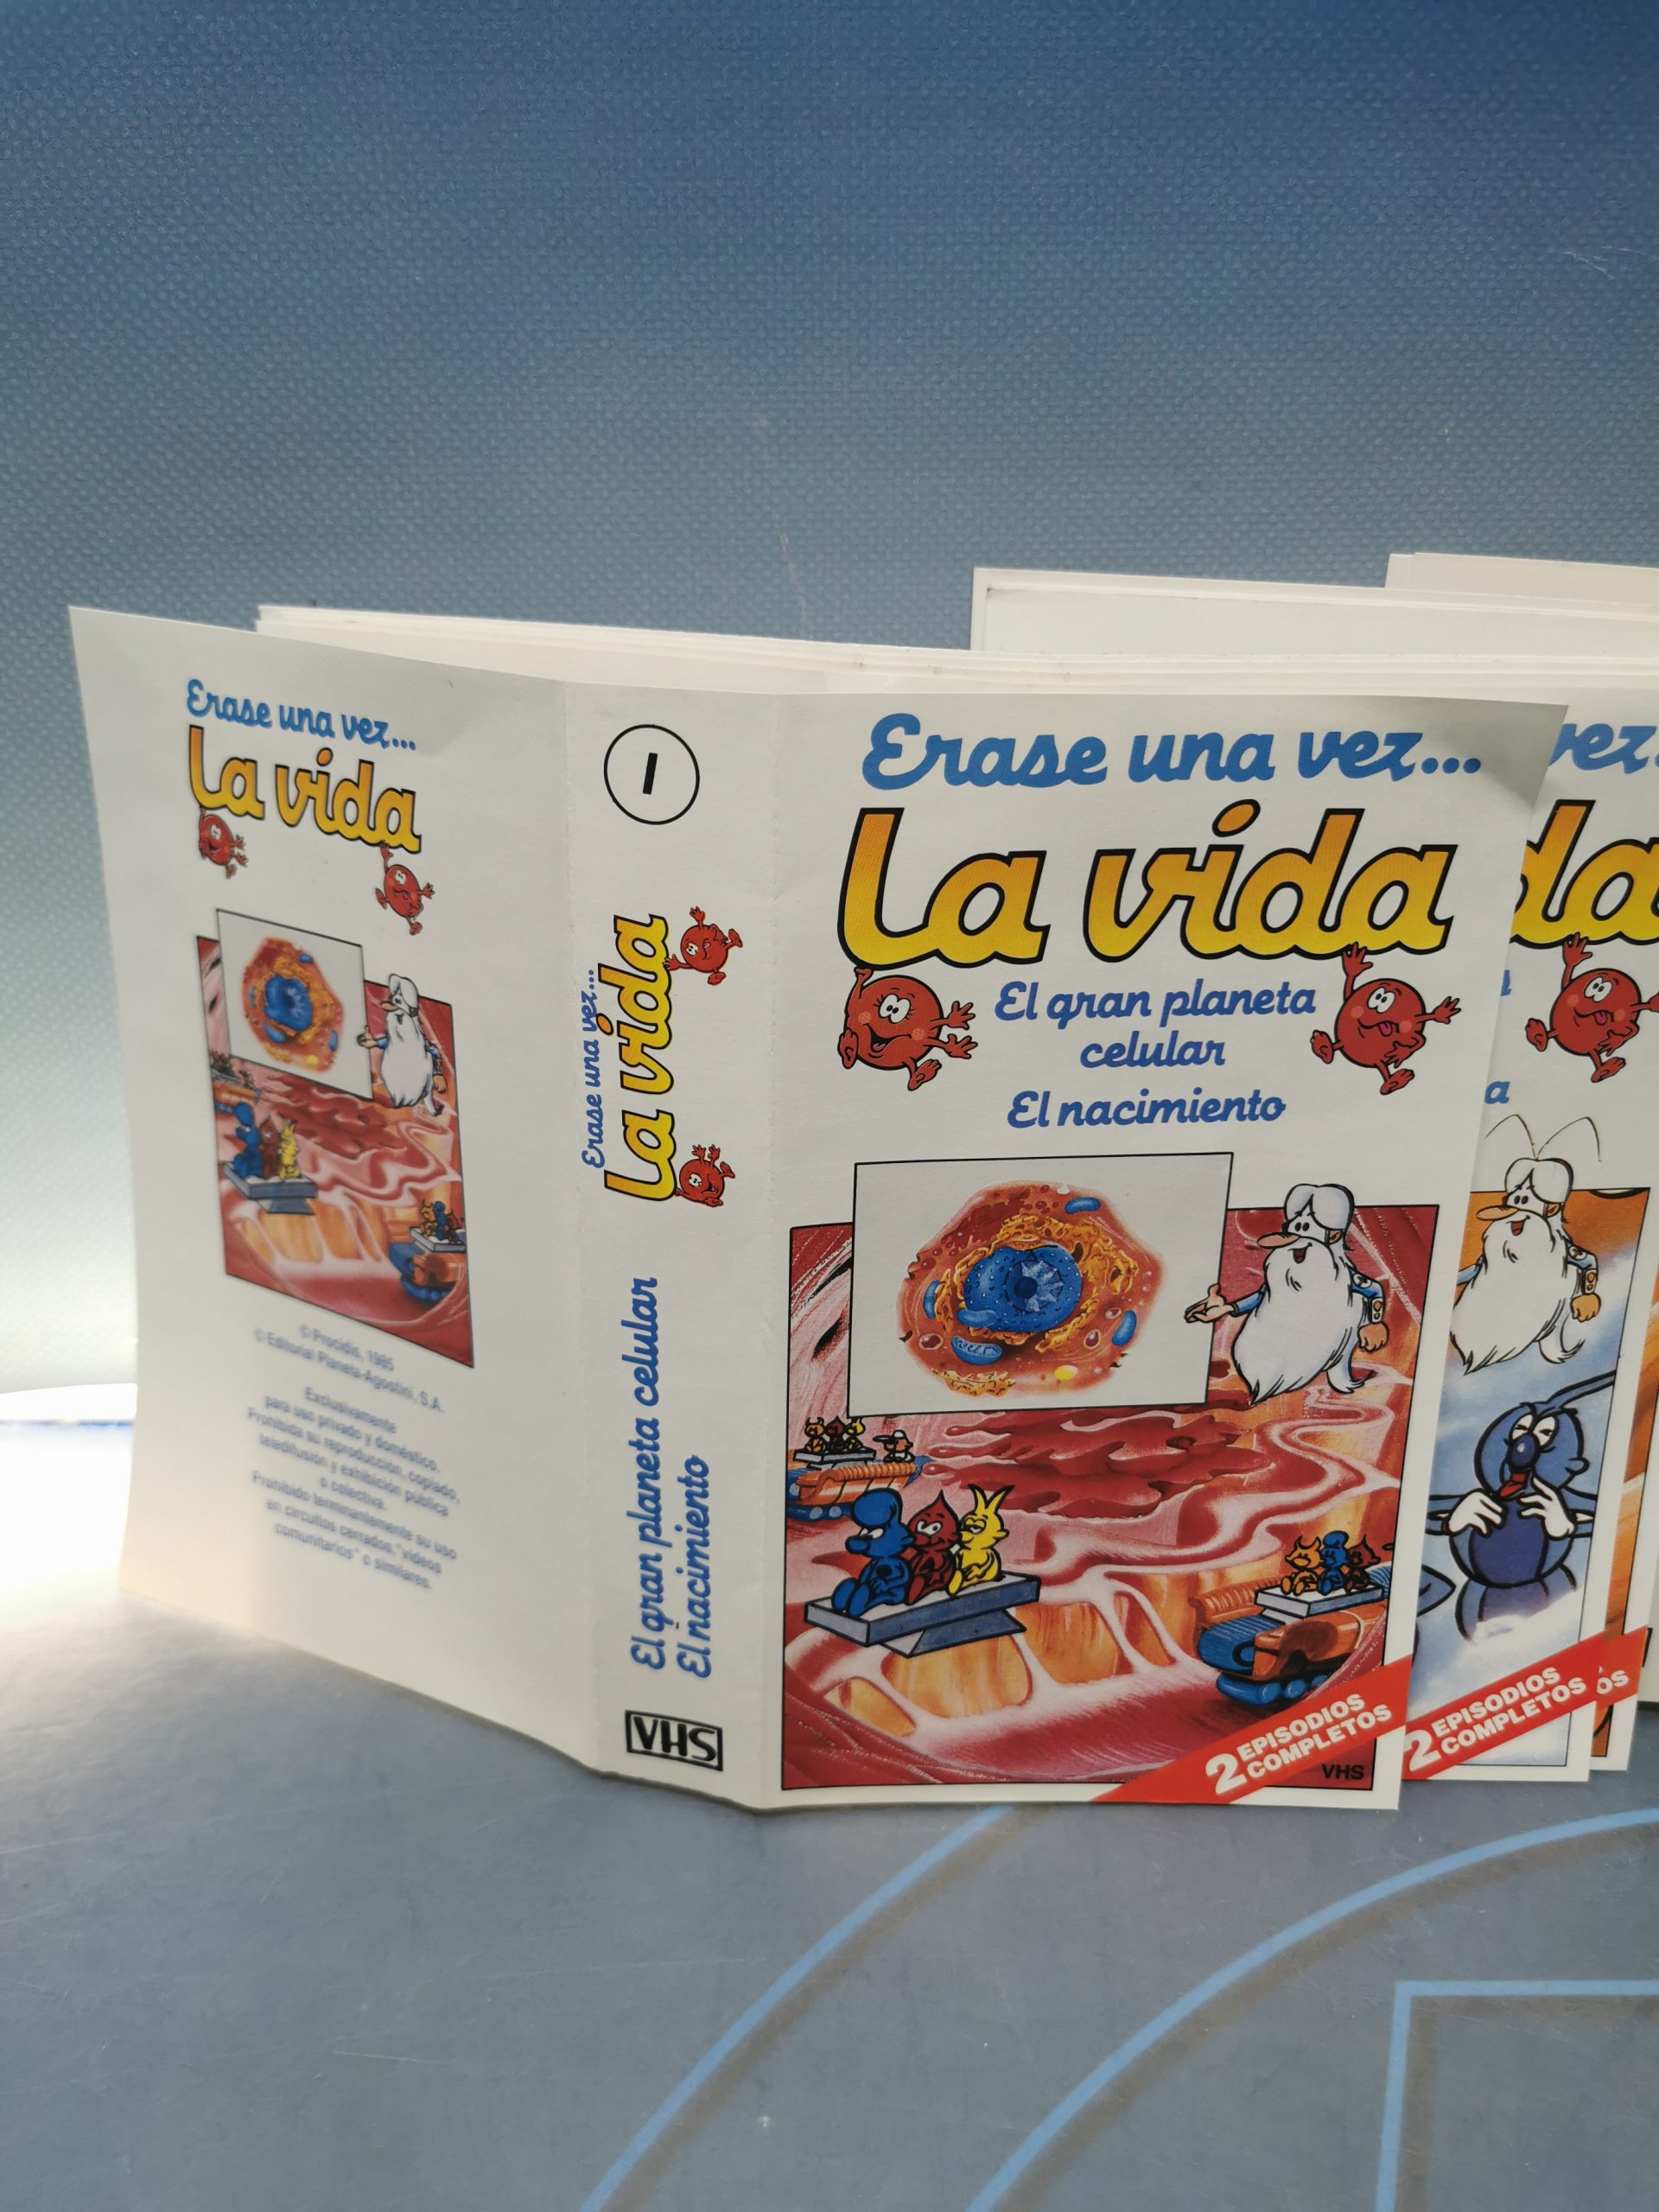 Erase una vez...
La vida
© Procidis. 1985
© Editorial Planeta-Agostini, S.A.
Exclusivamente
para uso privado y doméstico.
Prohibida su reproducción, copiado,
teledifusión y exhibición pública
o colectiva.
Prohibido terminantemente su uso
en circuitos cerrados, "videos
comunitarios" o similares.
1
Erase una vez...
La vida
El gran planeta celular
El nacimiento
VHS
Erase una vez...
La vida
El gran planeta
celular
El nacimiento
2 EPISODIOS
COMPLETOS
VHS
vez..
da
a
2 EPISODIOS
COMPLETOS
OS